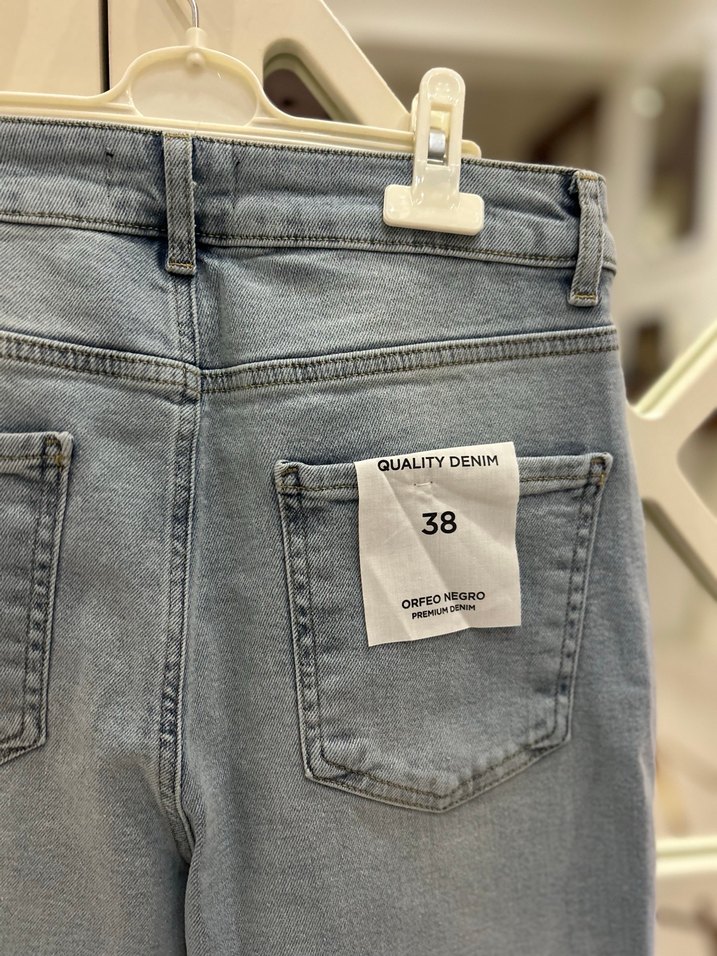 QUALITY DENIM
38
ORFEO NEGRO
PREMIUM DENIM